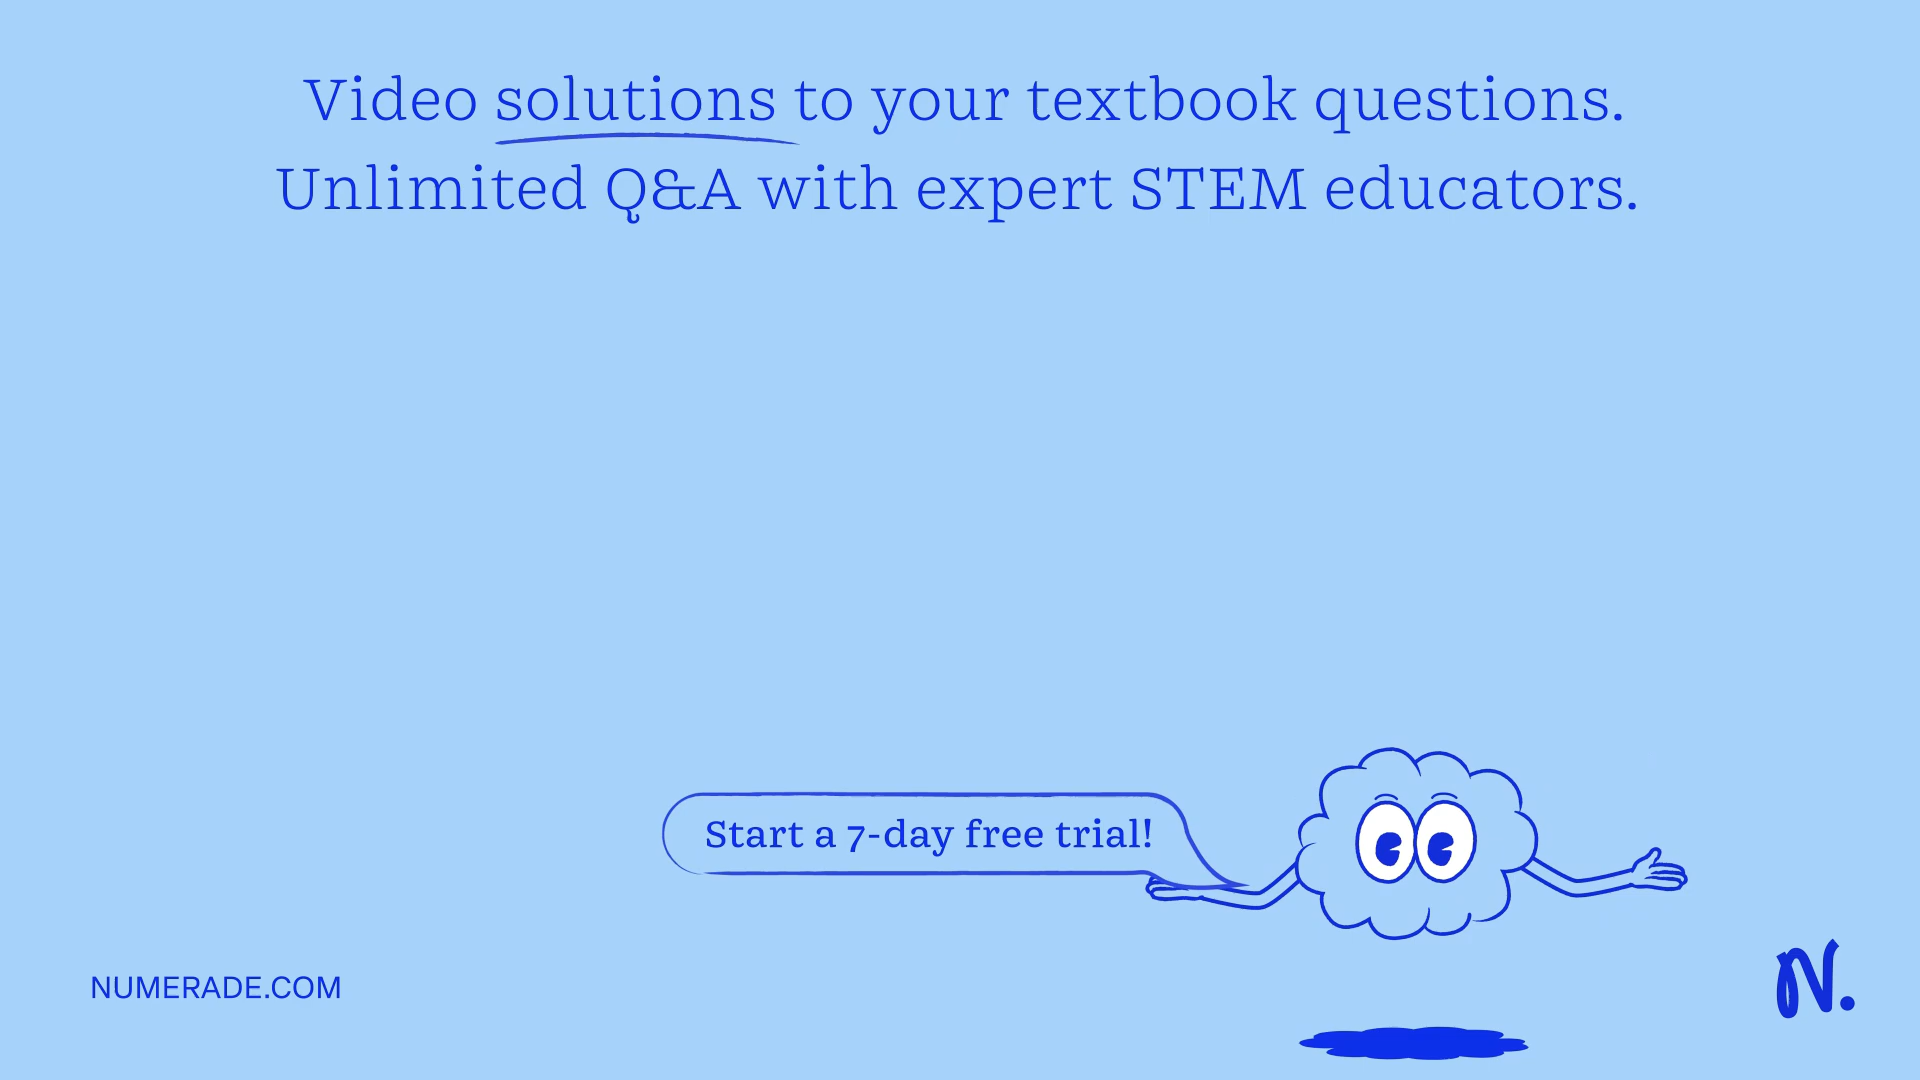 Video solutions to your textbook questions.
Unlimited Q&A with expert STEM educators.
Start a 7-day free trial!
NUMERADE.COM
N.